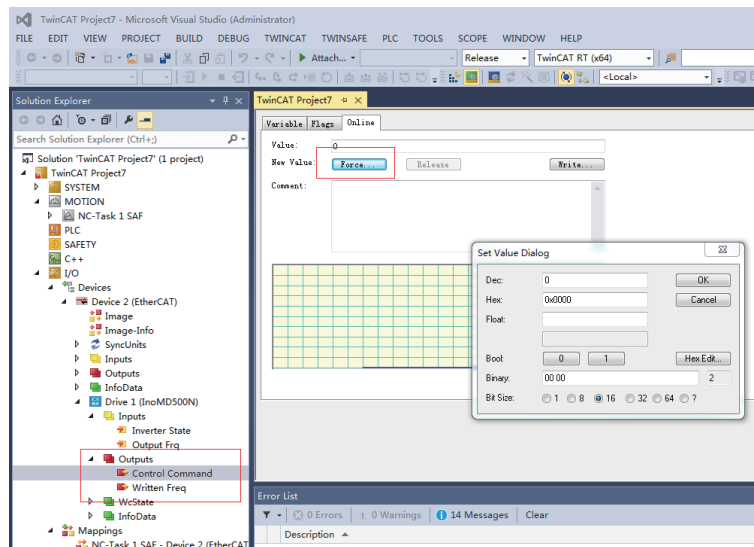 TwinCAT Project7 - Microsoft Visual Studio (Administrator)
FILE EDIT VIEW PROJECT BUILD DEBUG TWINCAT TWINSAFE PLC TOOLS SCOPE WINDOW HELP
Attach... Release TwinCAT RT (x64)
<Local>
Solution Explorer
Search Solution Explorer (Ctrl+;)
Solution 'TwinCAT Project7' (1 project)
TwinCAT Project7
SYSTEM
MOTION
NC-Task 1 SAF
PLC
SAFETY
C++
I/O
Devices
Device 2 (EtherCAT)
Image
Image-Info
SyncUnits
Inputs
Outputs
InfoData
Drive 1 (InoMD500N)
Inputs
Inverter State
Output Frq
Outputs
Control Command
Written Freq
WcState
InfoData
Mappings
NC-Task 1 SAF - Device 2 (EtherCAT
TwinCAT Project7
Variable Flags Online
Value: 0
New Value: Force... Release Write...
Comment:
Set Value Dialog
Dec: 0 OK
Hex: 0x0000 Cancel
Float:
Bool: 0 1 Hex Edit...
Binary: 00 00 2
Bit Size: 1 8 16 32 64 ?
Error List
0 Errors 0 Warnings 14 Messages Clear
Description